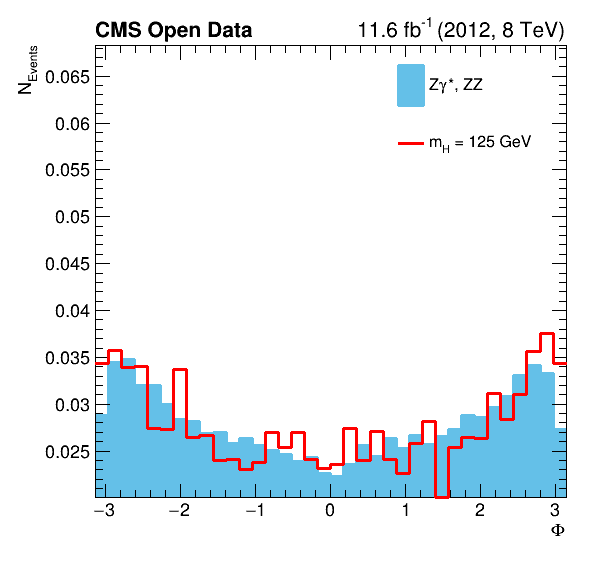 CMS Open Data 11.6 fb⁻¹ (2012, 8 TeV)
N_Events
Zγ*, ZZ
m_H = 125 GeV
0.065
0.06
0.055
0.05
0.045
0.04
0.035
0.03
0.025
−3 −2 −1 0 1 2 3
Φ